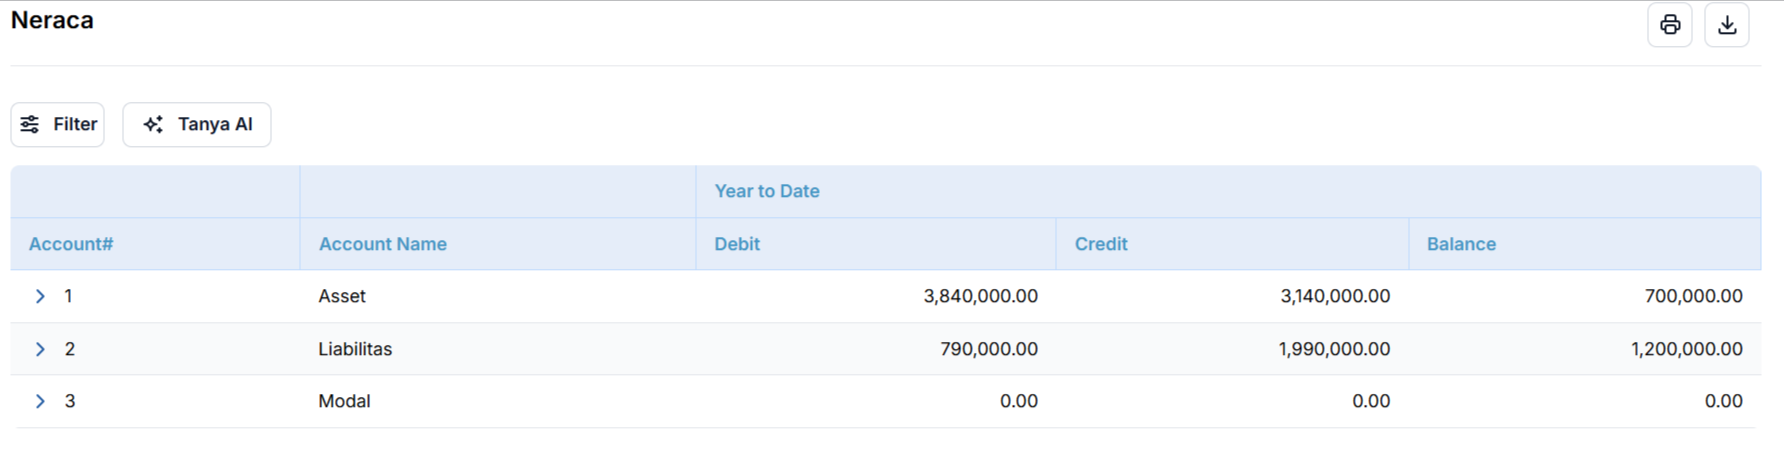 Neraca
Filter Tanya AI
Year to Date
Account# Account Name Debit Credit Balance
1 Asset 3,840,000.00 3,140,000.00 700,000.00
2 Liabilitas 790,000.00 1,990,000.00 1,200,000.00
3 Modal 0.00 0.00 0.00